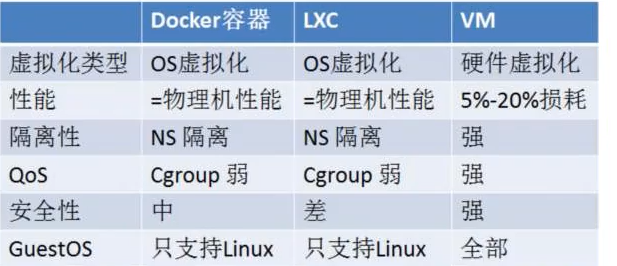 Docker容器 LXC VM
虚拟化类型 OS虚拟化 OS虚拟化 硬件虚拟化
性能 =物理机性能 =物理机性能 5%-20%损耗
隔离性 NS 隔离 NS 隔离 强
QoS Cgroup 弱 Cgroup 弱 强
安全性 中 差 强
GuestOS 只支持Linux 只支持Linux 全部